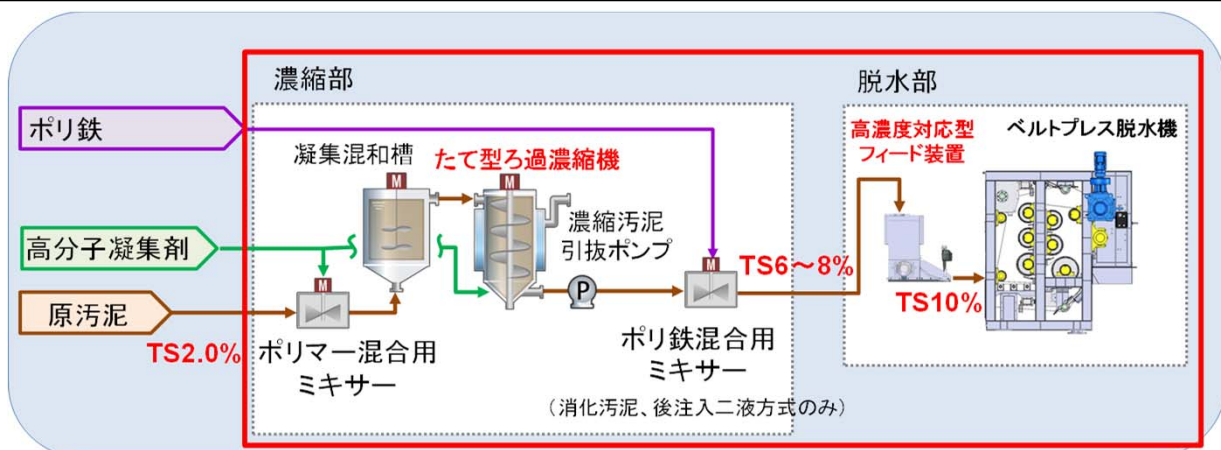 濃縮部
脱水部
ポリ鉄
凝集混和槽
たて型ろ過濃縮機
高濃度対応型
フィード装置
ベルトプレス脱水機
M
M
濃縮汚泥
引抜ポンプ
高分子凝集剤
M
P
M
TS6～8%
TS10%
原汚泥
TS2.0%
ポリマー混合用
ミキサー
ポリ鉄混合用
ミキサー
（消化汚泥、後注入二液方式のみ）